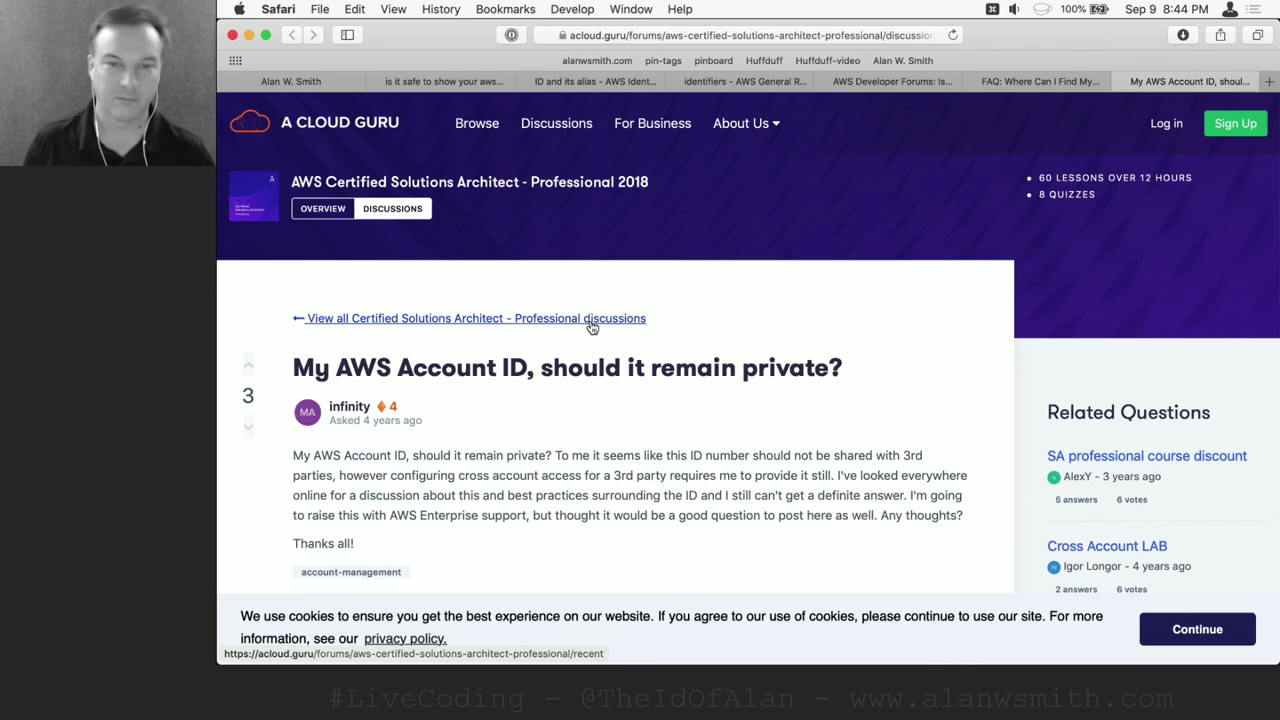 Safari File Edit View History Bookmarks Develop Window Help 100% Sep 9 8:44 PM
acloud.guru/forums/aws-certified-solutions-architect-professional/discussion
alanwsmith.com pin-tags pinboard Huffduff Huffduff-video Alan W. Smith
Alan W. Smith is it safe to show your aws... ID and its alias - AWS Ident... identifiers - AWS General R... AWS Developer Forums: Is... FAQ: Where Can I Find My... My AWS Account ID, shoul...
A CLOUD GURU Browse Discussions For Business About Us Log in Sign Up
AWS Certified Solutions Architect - Professional 2018
OVERVIEW DISCUSSIONS
• 60 LESSONS OVER 12 HOURS
• 8 QUIZZES
← View all Certified Solutions Architect - Professional discussions
My AWS Account ID, should it remain private?
3
MA infinity 4
Asked 4 years ago
My AWS Account ID, should it remain private? To me it seems like this ID number should not be shared with 3rd
parties, however configuring cross account access for a 3rd party requires me to provide it still. I've looked everywhere
online for a discussion about this and best practices surrounding the ID and I still can't get a definite answer. I'm going
to raise this with AWS Enterprise support, but thought it would be a good question to post here as well. Any thoughts?
Thanks all!
account-management
Related Questions
SA professional course discount
AlexY - 3 years ago
5 answers 6 votes
Cross Account LAB
Igor Longor - 4 years ago
2 answers 6 votes
We use cookies to ensure you get the best experience on our website. If you agree to our use of cookies, please continue to use our site. For more
information, see our privacy policy.
Continue
https://acloud.guru/forums/aws-certified-solutions-architect-professional/recent
#LiveCoding - @TheIdOfAlan - www.alanwsmith.com